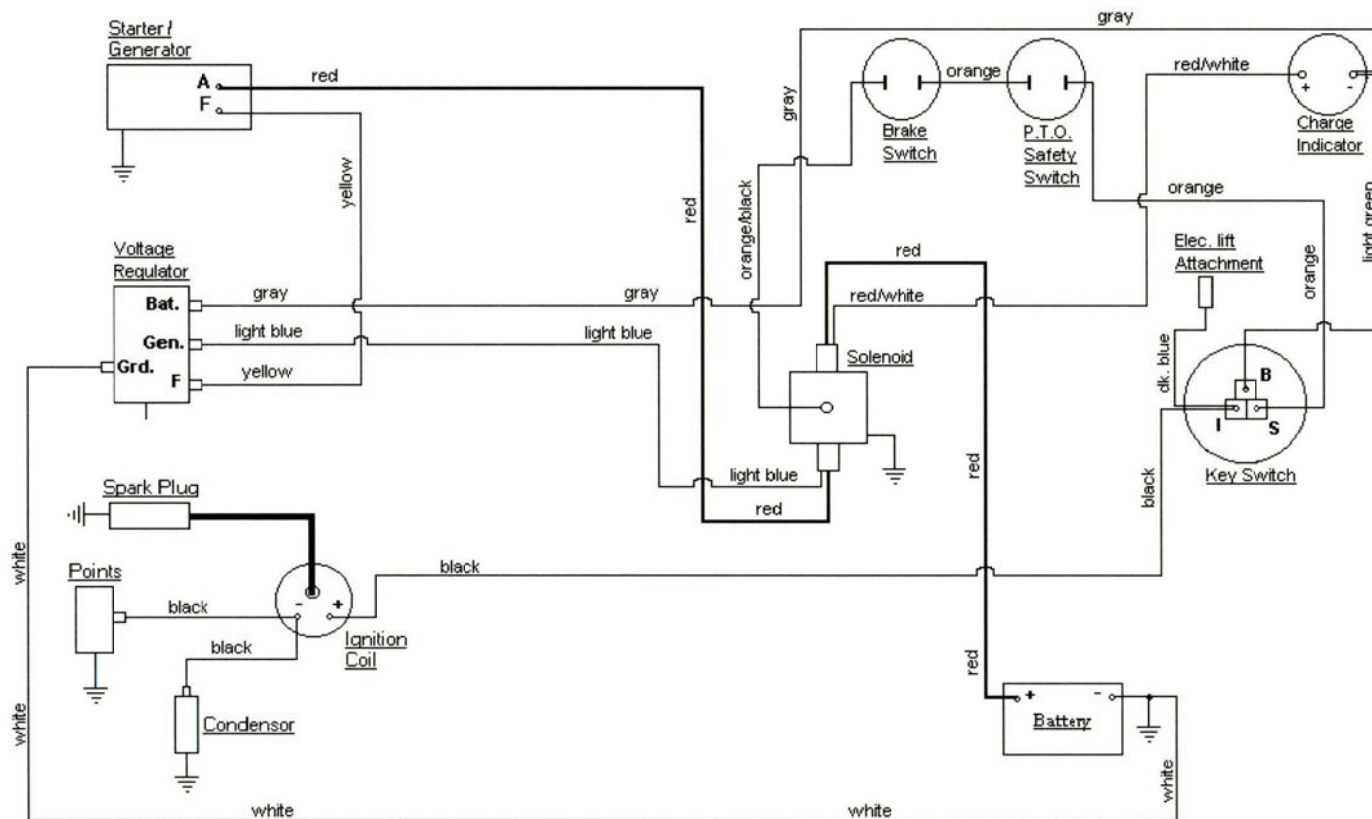 gray
Starter/
Generator
A
F
red
orange
red/white
+ -
gray
Brake
Switch
P.T.O.
Safety
Switch
Charge
Indicator
yellow
red
orange/black
orange
light green
Voltage
Regulator
Elec. lift
Attachment
red
orange
Bat.
gray
gray
red/white
Gen.
light blue
light blue
Solenoid
dk. blue
Grd.
F
yellow
B
I
S
red
light blue
Key Switch
Spark Plug
red
black
white
Points
black
black
- +
Ignition
Coil
black
red
white
Condensor
+ -
Battery
white
white
white